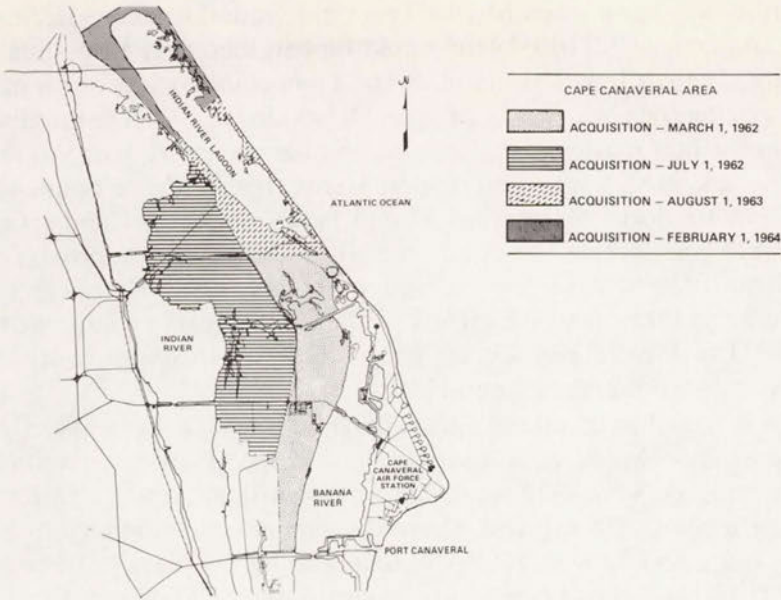 CAPE CANAVERAL AREA
ACQUISITION – MARCH 1, 1962
ACQUISITION – JULY 1, 1962
ACQUISITION – AUGUST 1, 1963
ACQUISITION – FEBRUARY 1, 1964
N
INDIAN RIVER LAGOON
ATLANTIC OCEAN
INDIAN
RIVER
CAPE
CANAVERAL
AIR FORCE
STATION
BANANA
RIVER
PORT CANAVERAL